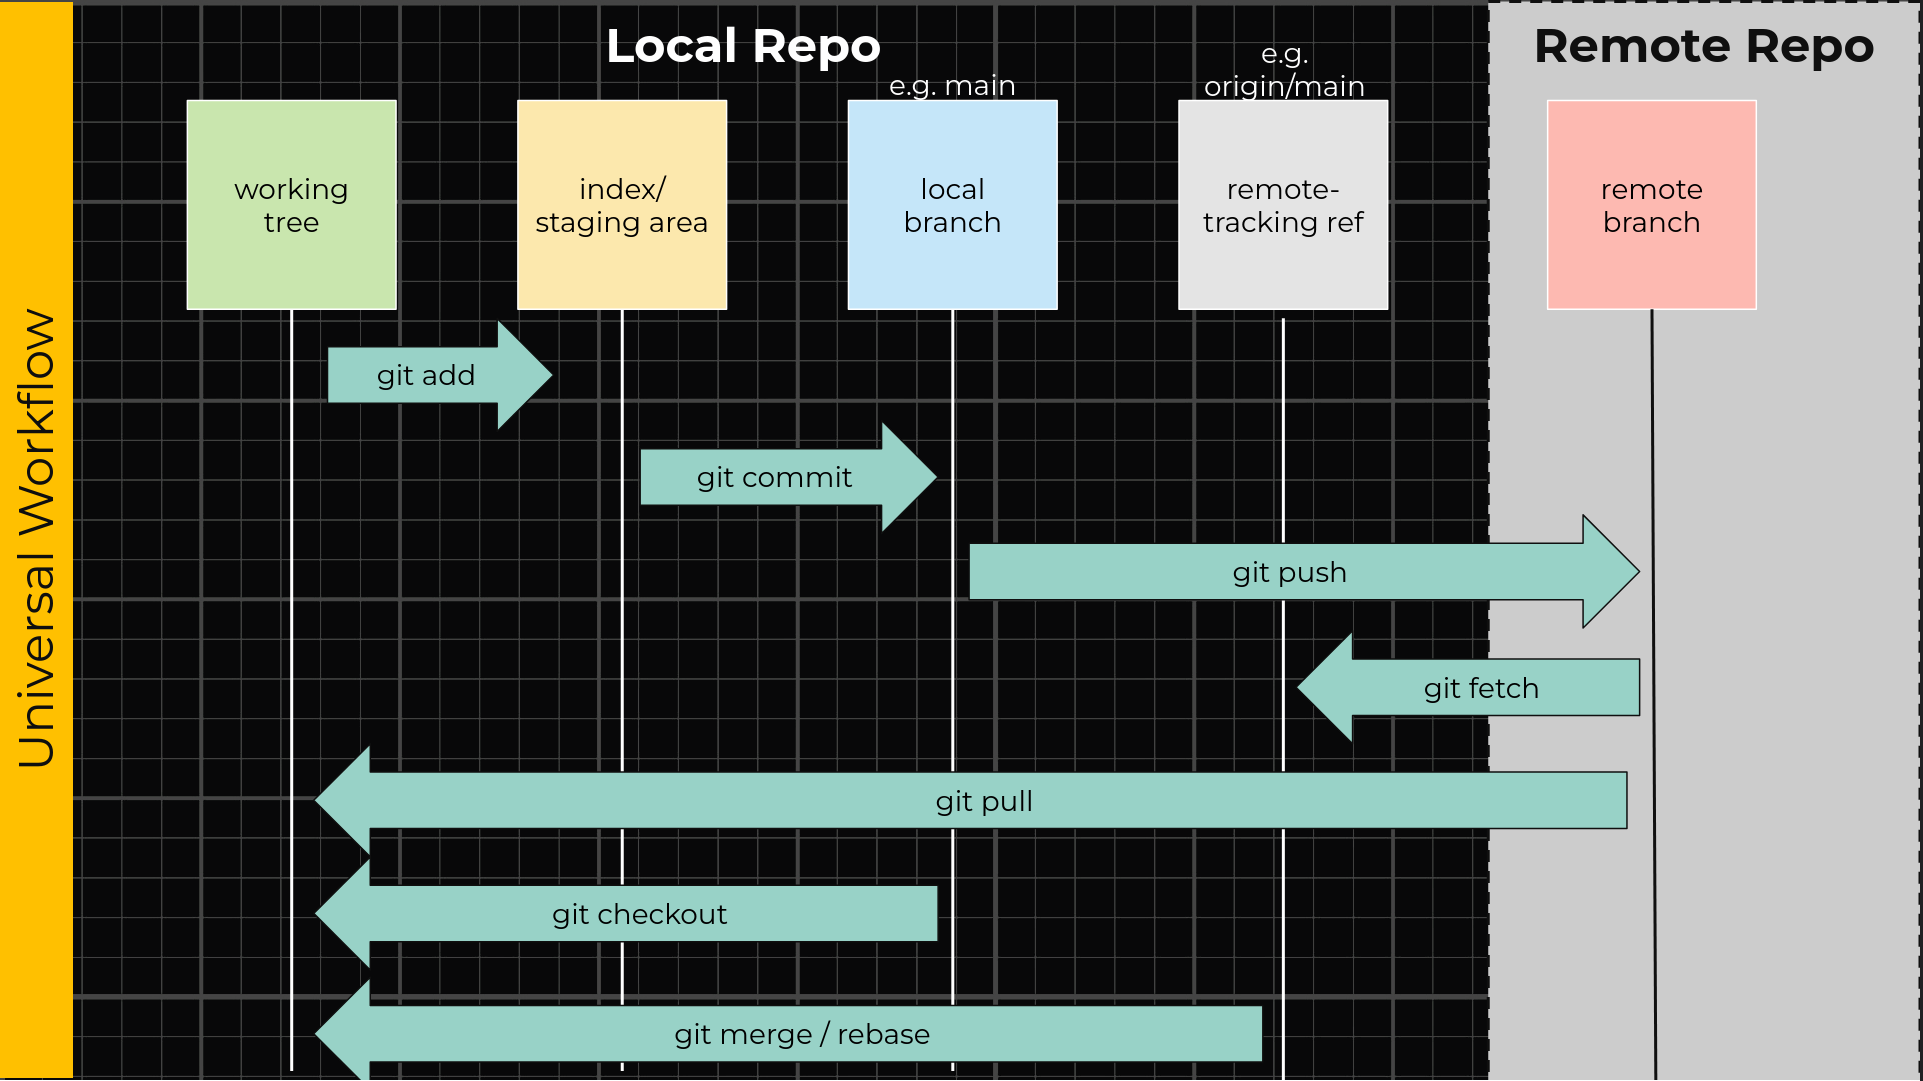 Universal Workflow
Local Repo
Remote Repo
e.g. main
e.g.
origin/main
working
tree
index/
staging area
local
branch
remote-
tracking ref
remote
branch
git add
git commit
git push
git fetch
git pull
git checkout
git merge / rebase